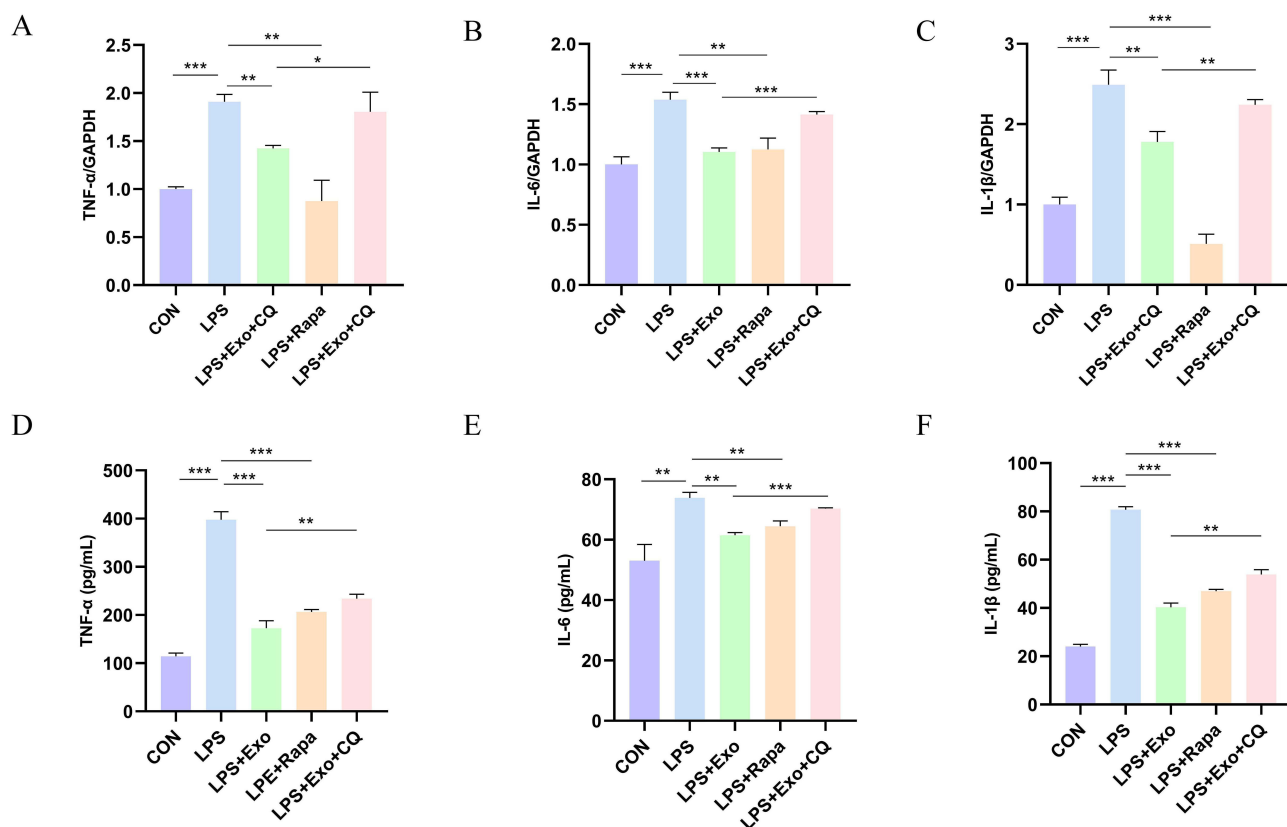 A
TNF-α/GAPDH
2.5
2.0
1.5
1.0
0.5
0.0
***
**
**
*
CON
LPS
LPS+Exo+CQ
LPS+Rapa
LPS+Exo+CQ
B
IL-6/GAPDH
2.0
1.5
1.0
0.5
0.0
***
***
**
***
CON
LPS
LPS+Exo
LPS+Rapa
LPS+Exo+CQ
C
IL-1β/GAPDH
3
2
1
0
***
**
***
**
CON
LPS
LPS+Exo+CQ
LPS+Rapa
LPS+Exo+CQ
D
TNF-α (pg/mL)
500
400
300
200
100
0
***
***
***
**
CON
LPS
LPS+Exo
LPE+Rapa
LPS+Exo+CQ
E
IL-6 (pg/mL)
80
60
40
20
0
**
**
**
***
CON
LPS
LPS+Exo
LPS+Rapa
LPS+Exo+CQ
F
IL-1β (pg/mL)
100
80
60
40
20
0
***
***
***
**
CON
LPS
LPS+Exo
LPS+Rapa
LPS+Exo+CQ